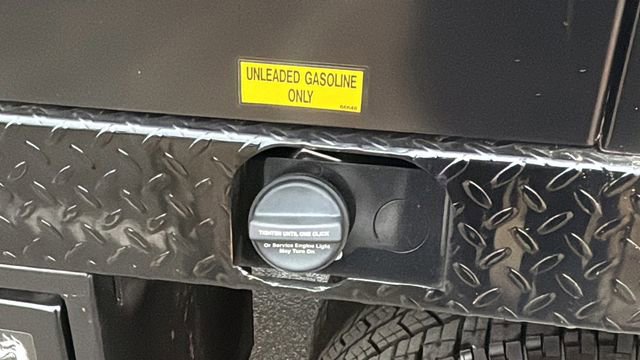 UNLEADED GASOLINE
ONLY
TIGHTEN UNTIL ONE CLICK
Or Service Engine Light
May Turn On